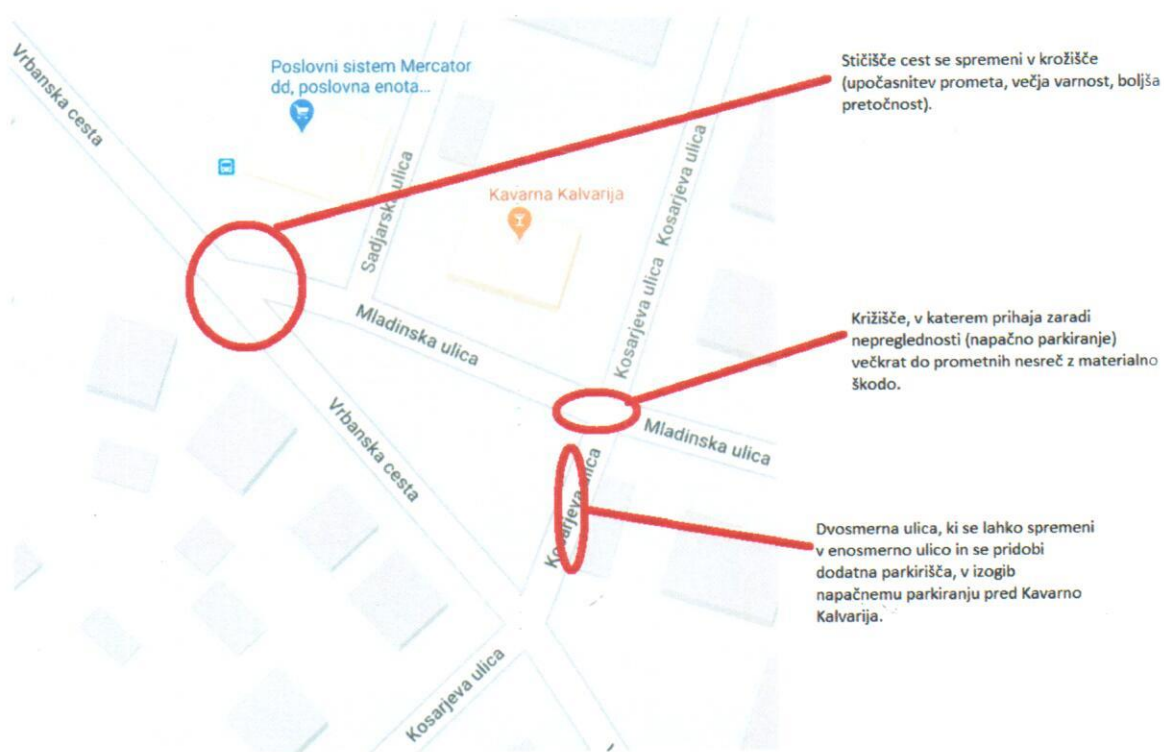 Vrbanska cesta
Poslovni sistem Mercator
dd, poslovna enota...
Sadjarska ulica
Kavarna Kalvarija
Kosarjeva ulica
Kosarjeva ulica
Mladinska ulica
Mladinska ulica
Vrbanska cesta
Kosarjeva ulica
Kosarjeva ulica
Stičišče cest se spremeni v krožišče
(upočasnitev prometa, večja varnost, boljša
pretočnost).
Križišče, v katerem prihaja zaradi
nepreglednosti (napačno parkiranje)
večkrat do prometnih nesreč z materialno
škodo.
Dvosmerna ulica, ki se lahko spremeni
v enosmerno ulico in se pridobi
dodatna parkirišča, v izogib
napačnemu parkiranju pred Kavarno
Kalvarija.